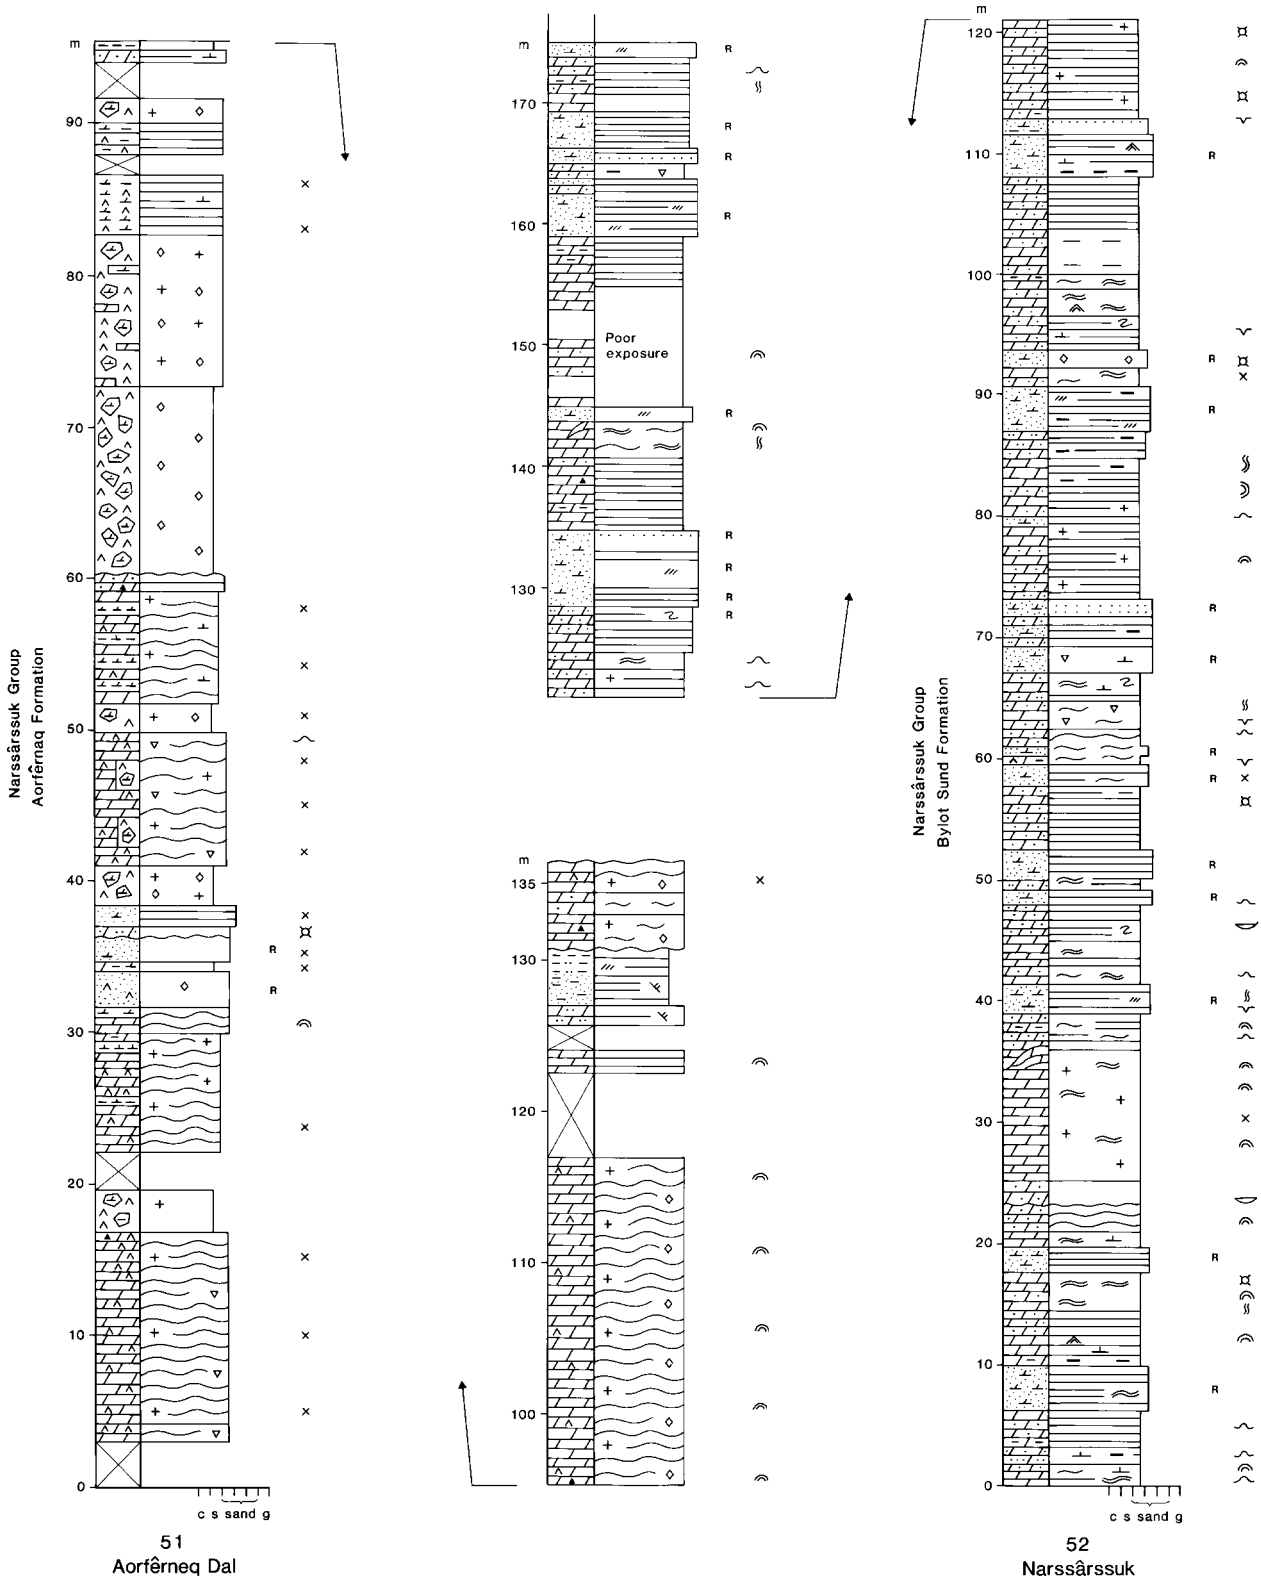 m
90
80
70
60
50
40
30
20
10
0
c s sand g
Narssârssuk Group
Aorfêrneq Formation
R
R
51
Aorfêrneq Dal
m
170
160
150
140
130
Poor
exposure
R
R
R
R
R
R
R
R
R
m
135
130
120
110
100
m
120
110
100
90
80
70
60
50
40
30
20
10
0
c s sand g
Narssârssuk Group
Bylot Sund Formation
R
R
R
R
R
R
R
R
R
R
R
R
52
Narssârssuk